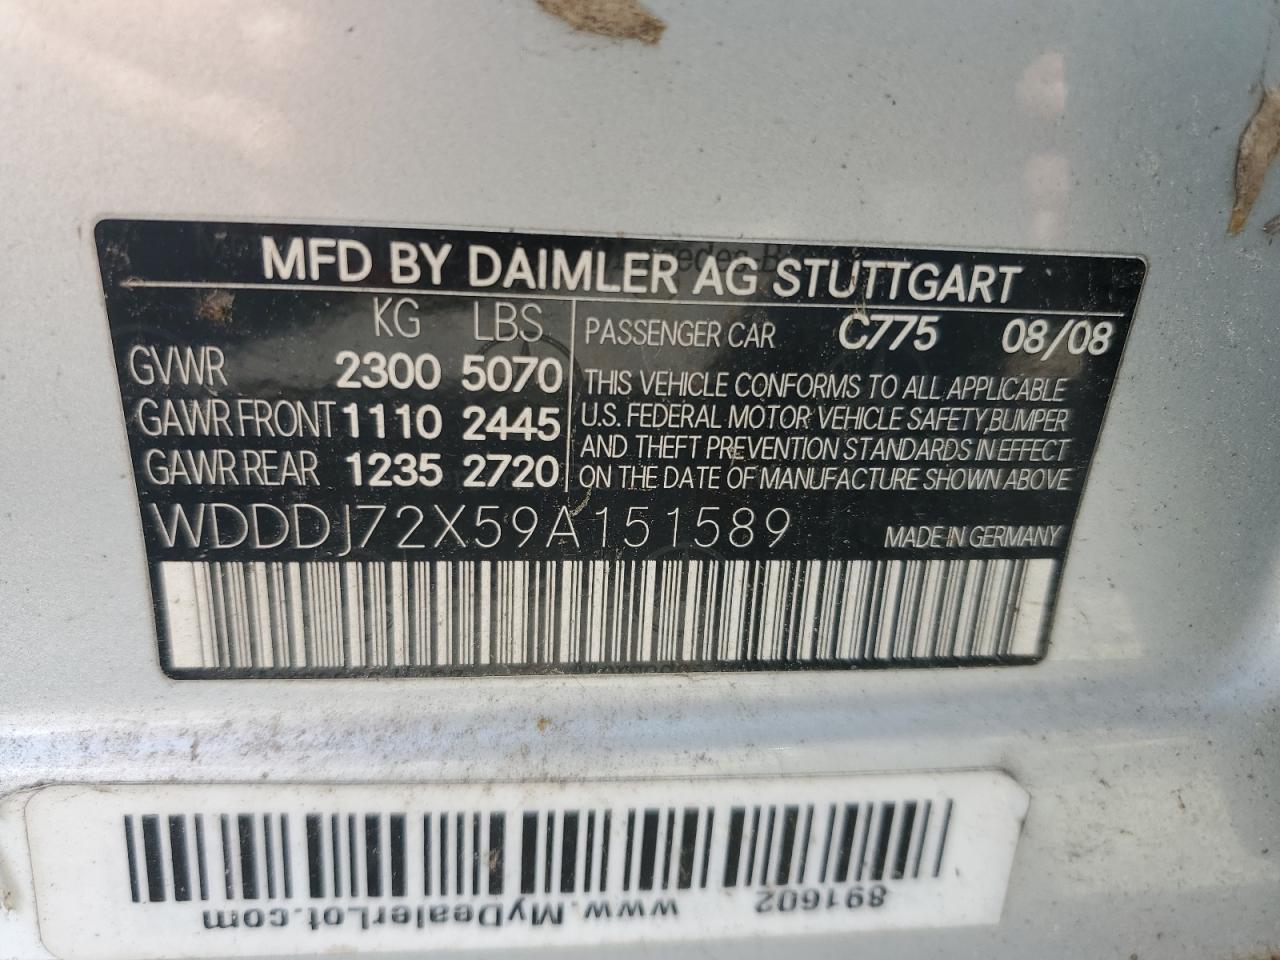 MFD BY DAIMLER AG STUTTGART
KG LBS
GVWR 2300 5070
GAWR FRONT 1110 2445
GAWR REAR 1235 2720
PASSENGER CAR C775 08/08
THIS VEHICLE CONFORMS TO ALL APPLICABLE
U.S. FEDERAL MOTOR VEHICLE SAFETY,BUMPER
AND THEFT PREVENTION STANDARDS IN EFFECT
ON THE DATE OF MANUFACTURE SHOWN ABOVE
WDDDJ72X59A151589 MADE IN GERMANY
891602 www.MyDealerLot.com